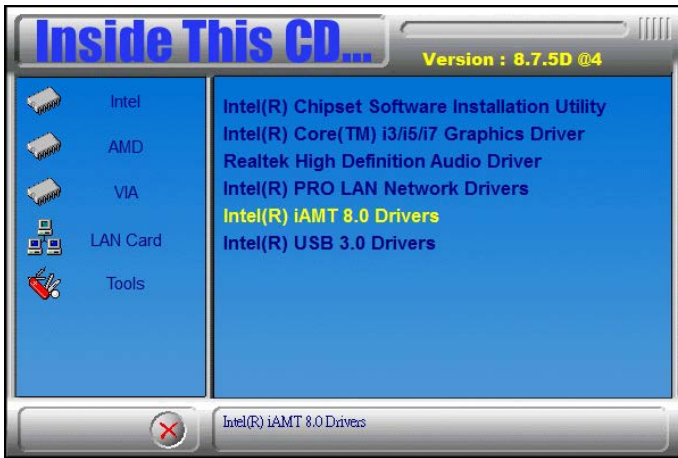 Inside This CD...
Version : 8.7.5D @4
Intel
AMD
VIA
LAN Card
Tools
Intel(R) Chipset Software Installation Utility
Intel(R) Core(TM) i3/i5/i7 Graphics Driver
Realtek High Definition Audio Driver
Intel(R) PRO LAN Network Drivers
Intel(R) iAMT 8.0 Drivers
Intel(R) USB 3.0 Drivers
Intel(R) iAMT 8.0 Drivers